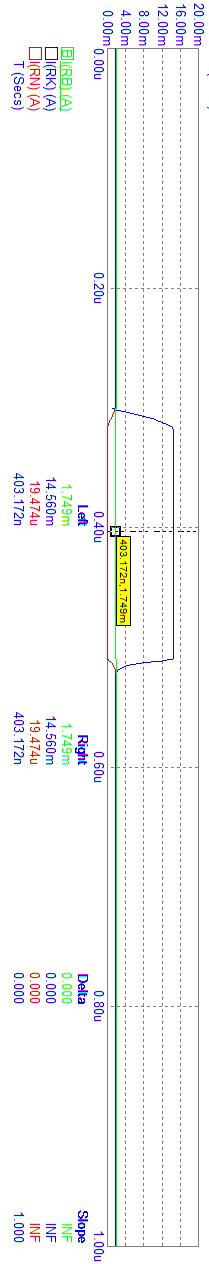 20.00m
16.00m
12.00m
8.00m
4.00m
0.00m
0.00u 0.20u 0.40u 0.60u 0.80u 1.00u
403.172n,1.749m
Left Right Delta Slope
B I(RB) (A) 1.749m 1.749m 0.000 INF
I(RK) (A) 14.560m 14.560m 0.000 INF
I(RN) (A) 19.474u 19.474u 0.000 INF
T (Secs) 403.172n 403.172n 0.000 1.000